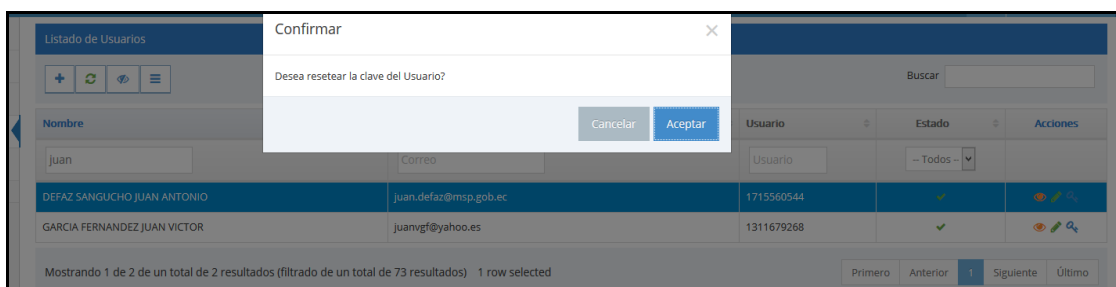 Confirmar
Desea resetear la clave del Usuario?
Cancelar Aceptar
Listado de Usuarios
Buscar
Nombre Usuario Estado Acciones
juan Correo Usuario -- Todos --
DEFAZ SANGUCHO JUAN ANTONIO juan.defaz@msp.gob.ec 1715560544
GARCIA FERNANDEZ JUAN VICTOR juanvgf@yahoo.es 1311679268
Mostrando 1 de 2 de un total de 2 resultados (filtrado de un total de 73 resultados) 1 row selected Primero Anterior 1 Siguiente Último